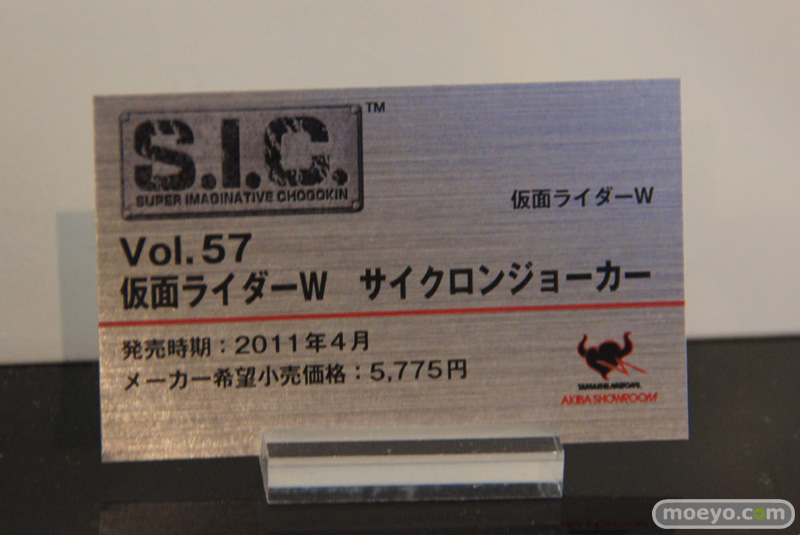 S.I.C.
TM
SUPER IMAGINATIVE CHOGOKIN
仮面ライダーW
Vol.57
仮面ライダーW サイクロンジョーカー
発売時期：2011年4月
メーカー希望小売価格：5,775円
TAMASHII NATIONS
AKIBA SHOWROOM
moeyo.com